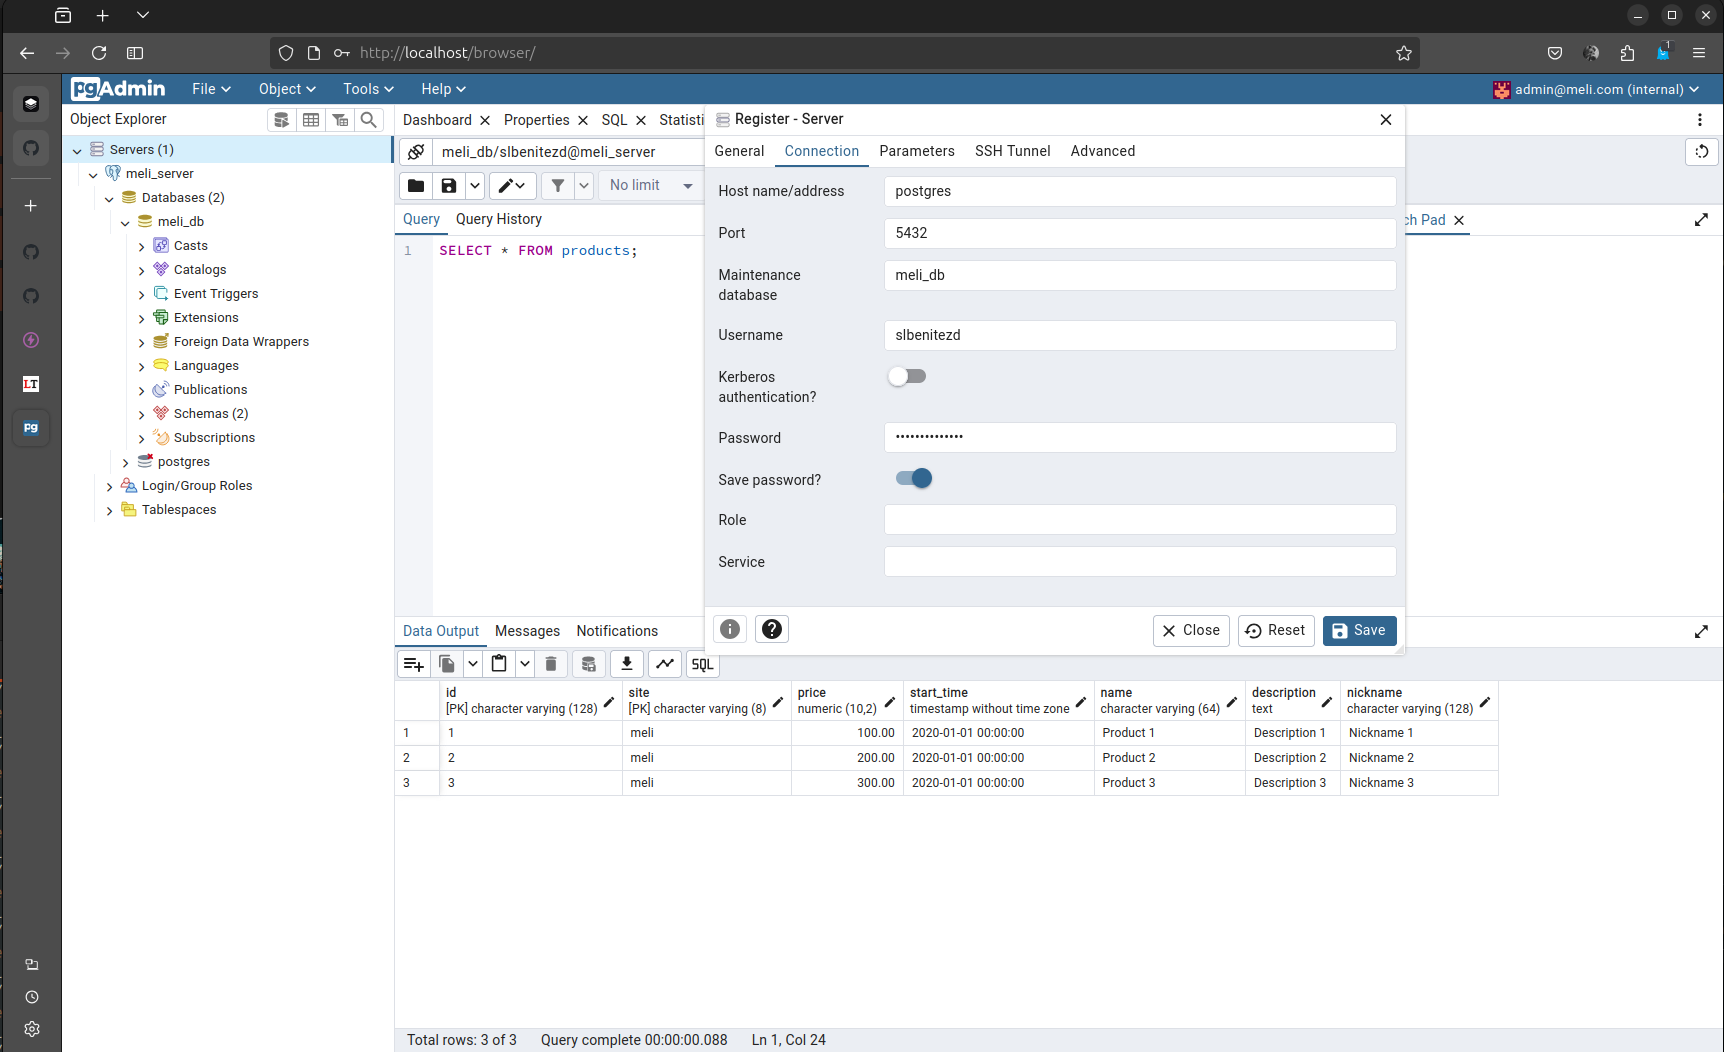 http://localhost/browser/
1
pgAdmin
File
Object
Tools
Help
admin@meli.com (internal)
Object Explorer
Servers (1)
meli_server
Databases (2)
meli_db
Casts
Catalogs
Event Triggers
Extensions
Foreign Data Wrappers
Languages
Publications
Schemas (2)
Subscriptions
postgres
Login/Group Roles
Tablespaces
LT
pg
Dashboard
Properties
SQL
Statisti
meli_db/slbenitezd@meli_server
No limit
Query
Query History
1 SELECT * FROM products;
Register - Server
General
Connection
Parameters
SSH Tunnel
Advanced
Host name/address
postgres
Port
5432
Maintenance
database
meli_db
Username
slbenitezd
Kerberos
authentication?
Password
••••••••••••••
Save password?
Role
Service
Close
Reset
Save
ch Pad
Data Output
Messages
Notifications
SQL
id
[PK] character varying (128)
site
[PK] character varying (8)
price
numeric (10,2)
start_time
timestamp without time zone
name
character varying (64)
description
text
nickname
character varying (128)
1 1 meli 100.00 2020-01-01 00:00:00 Product 1 Description 1 Nickname 1
2 2 meli 200.00 2020-01-01 00:00:00 Product 2 Description 2 Nickname 2
3 3 meli 300.00 2020-01-01 00:00:00 Product 3 Description 3 Nickname 3
Total rows: 3 of 3
Query complete 00:00:00.088
Ln 1, Col 24